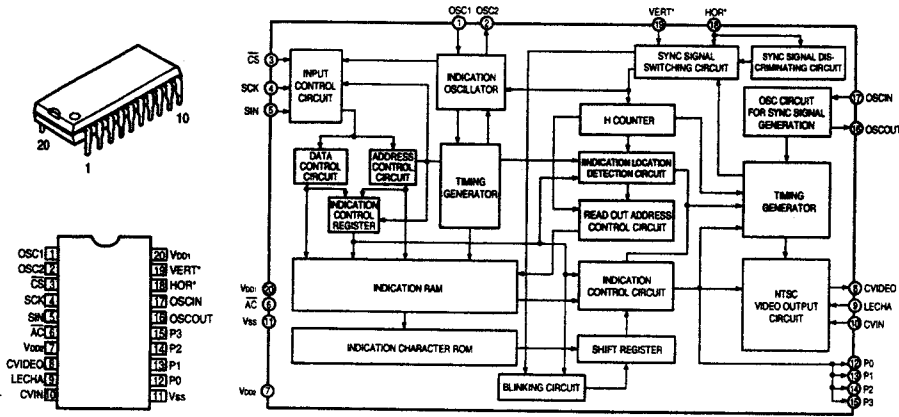 20
10
1
OSC1 1
OSC2 2
CS 3
SCK 4
SIN 5
AC 6
VDD2 7
CVIDEO 8
LECHA 9
CVIN 10
20 VDD1
19 VERT*
18 HOR*
17 OSCIN
16 OSCOUT
15 P3
14 P2
13 P1
12 P0
11 VSS
OSC1 OSC2
1 2
VERT* HOR*
19 18
CS 3
SCK 4
SIN 5
INPUT
CONTROL
CIRCUIT
INDICATION
OSCILLATOR
SYNC SIGNAL
SWITCHING CIRCUIT
SYNC SIGNAL DIS-
CRIMINATING CIRCUIT
OSC CIRCUIT
FOR SYNC SIGNAL
GENERATION
17 OSCIN
16 OSCOUT
H COUNTER
DATA
CONTROL
CIRCUIT
ADDRESS
CONTROL
CIRCUIT
TIMING
GENERATOR
INDICATION LOCATION
DETECTION CIRCUIT
TIMING
GENERATOR
INDICATION
CONTROL
REGISTER
READ OUT ADDRESS
CONTROL CIRCUIT
VDD1
20
AC 6
VSS 11
INDICATION RAM
INDICATION
CONTROL CIRCUIT
NTSC
VIDEO OUTPUT
CIRCUIT
8 CVIDEO
9 LECHA
10 CVIN
INDICATION CHARACTER ROM
SHIFT REGISTER
BLINKING CIRCUIT
VDD2 7
12 P0
13 P1
14 P2
15 P3